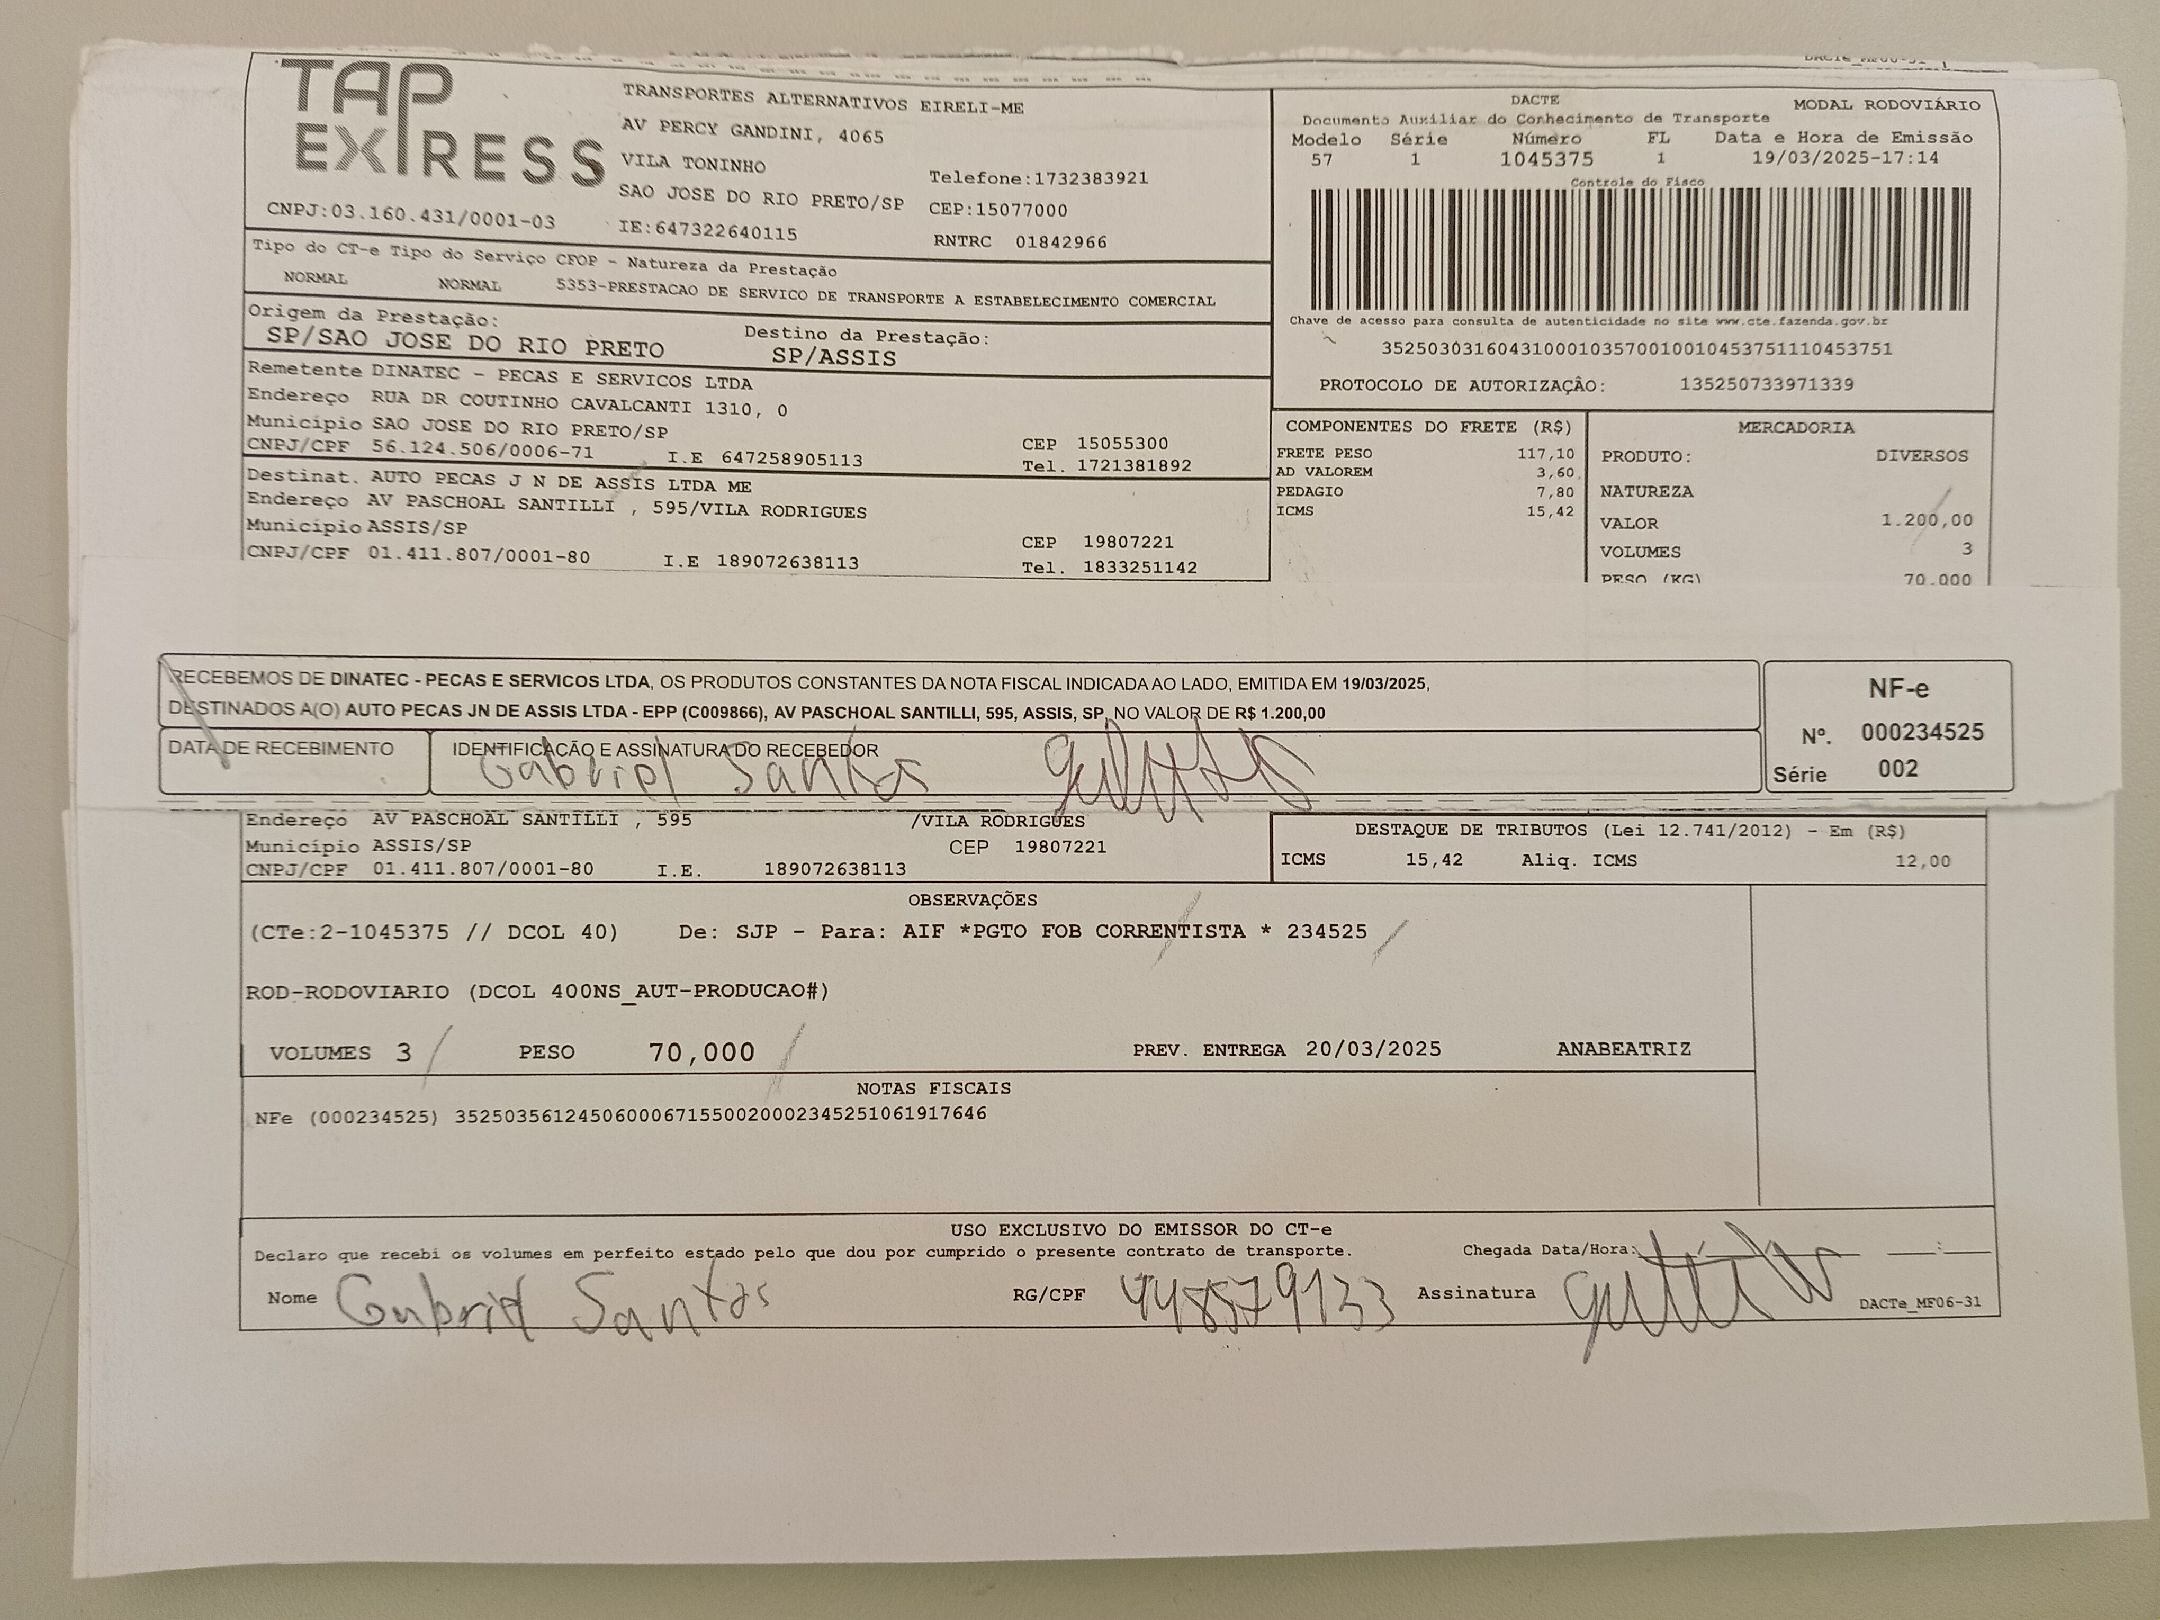 DACTe_MF06-31
TAP EXPRESS
TRANSPORTES ALTERNATIVOS EIRELI-ME
AV PERCY GANDINI, 4065
VILA TONINHO
Telefone:1732383921
SAO JOSE DO RIO PRETO/SP CEP:15077000
CNPJ:03.160.431/0001-03 IE:647322640115 RNTRC 01842966
DACTE MODAL RODOVIÁRIO
Documento Auxiliar do Conhecimento de Transporte
Modelo Série Número FL Data e Hora de Emissão
57 1 1045375 1 19/03/2025-17:14
Controle do Fisco
Chave de acesso para consulta de autenticidade no site www.cte.fazenda.gov.br
35250303160431000103570010010453751110453751
PROTOCOLO DE AUTORIZAÇÂO: 135250733971339
Tipo do CT-e Tipo do Serviço CFOP - Natureza da Prestação
NORMAL NORMAL 5353-PRESTACAO DE SERVICO DE TRANSPORTE A ESTABELECIMENTO COMERCIAL
Origem da Prestação: Destino da Prestação:
SP/SAO JOSE DO RIO PRETO SP/ASSIS
Remetente DINATEC - PECAS E SERVICOS LTDA
Endereço RUA DR COUTINHO CAVALCANTI 1310, 0
Município SAO JOSE DO RIO PRETO/SP CEP 15055300
CNPJ/CPF 56.124.506/0006-71 I.E 647258905113 Tel. 1721381892
Destinat. AUTO PECAS J N DE ASSIS LTDA ME
Endereço AV PASCHOAL SANTILLI , 595/VILA RODRIGUES
Município ASSIS/SP CEP 19807221
CNPJ/CPF 01.411.807/0001-80 I.E 189072638113 Tel. 1833251142
COMPONENTES DO FRETE (R$)
FRETE PESO 117,10
AD VALOREM 3,60
PEDAGIO 7,80
ICMS 15,42
MERCADORIA
PRODUTO: DIVERSOS
NATUREZA
VALOR 1.200,00
VOLUMES 3
PESO (KG) 70.000
RECEBEMOS DE DINATEC - PECAS E SERVICOS LTDA, OS PRODUTOS CONSTANTES DA NOTA FISCAL INDICADA AO LADO, EMITIDA EM 19/03/2025,
DESTINADOS A(O) AUTO PECAS JN DE ASSIS LTDA - EPP (C009866), AV PASCHOAL SANTILLI, 595, ASSIS, SP, NO VALOR DE R$ 1.200,00
DATA DE RECEBIMENTO IDENTIFICAÇÃO E ASSINATURA DO RECEBEDOR
Gabriel Santos
NF-e
Nº. 000234525
Série 002
Endereço AV PASCHOAL SANTILLI , 595 /VILA RODRIGUES
Município ASSIS/SP CEP 19807221
CNPJ/CPF 01.411.807/0001-80 I.E. 189072638113
DESTAQUE DE TRIBUTOS (Lei 12.741/2012) - Em (R$)
ICMS 15,42 Aliq. ICMS 12,00
OBSERVAÇÕES
(CTe:2-1045375 // DCOL 40) De: SJP - Para: AIF *PGTO FOB CORRENTISTA * 234525
ROD-RODOVIARIO (DCOL 400NS_AUT-PRODUCAO#)
VOLUMES 3 PESO 70,000 PREV. ENTREGA 20/03/2025 ANABEATRIZ
NOTAS FISCAIS
NFe (000234525) 35250356124506000671550020002345251061917646
USO EXCLUSIVO DO EMISSOR DO CT-e
Declaro que recebi os volumes em perfeito estado pelo que dou por cumprido o presente contrato de transporte. Chegada Data/Hora:
Nome Gabriel Santos RG/CPF 448579133 Assinatura
DACTe_MF06-31